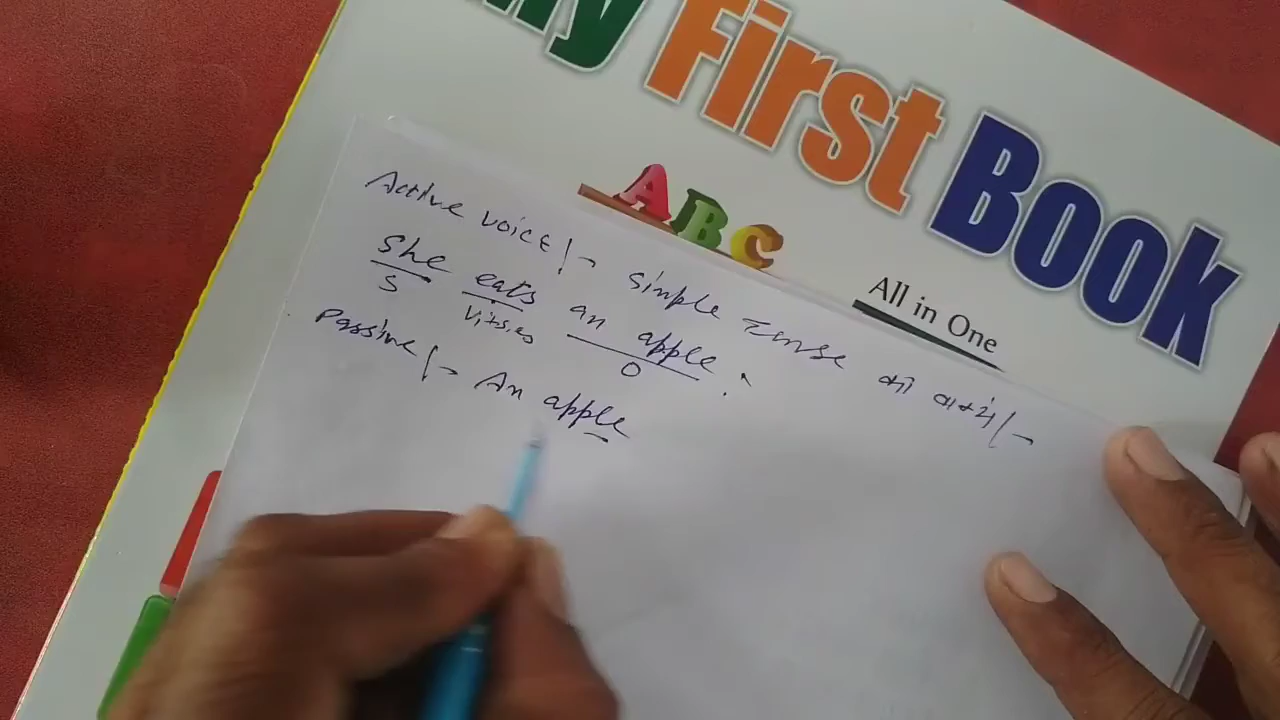 My First Book
ABC
All in One
Active voice:- Simple Tense का वाक्य:-
She eats an apple.
S V1+s,es O
Passive:- An apple